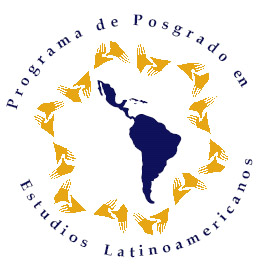 Programa de Posgrado en
Estudios Latinoamericanos